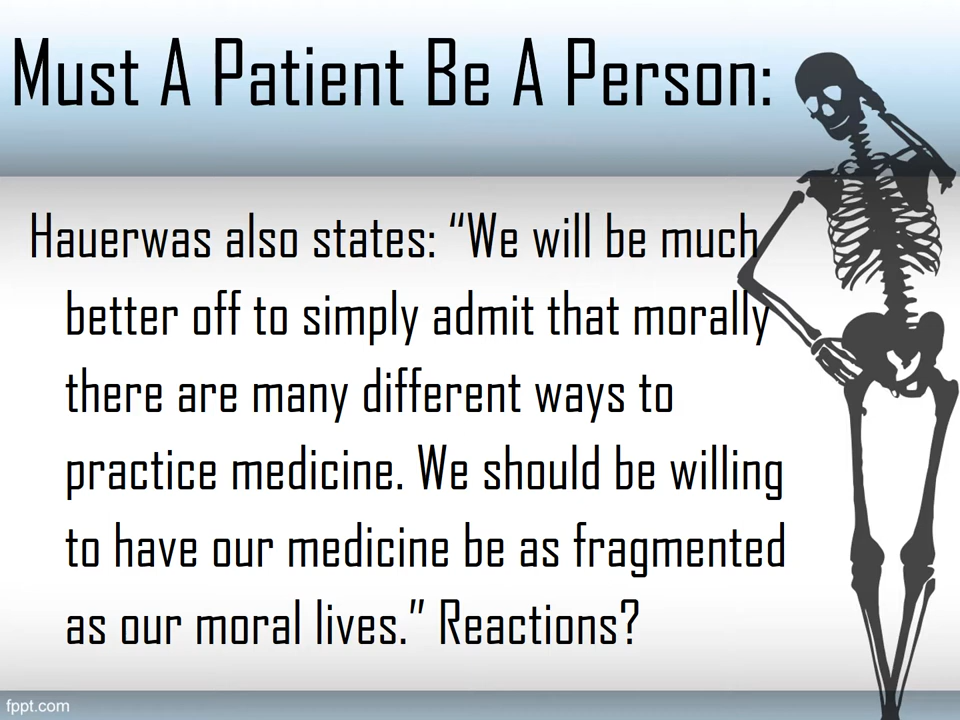 Must A Patient Be A Person:
Hauerwas also states: “We will be much
better off to simply admit that morally
there are many different ways to
practice medicine. We should be willing
to have our medicine be as fragmented
as our moral lives.” Reactions?
fppt.com